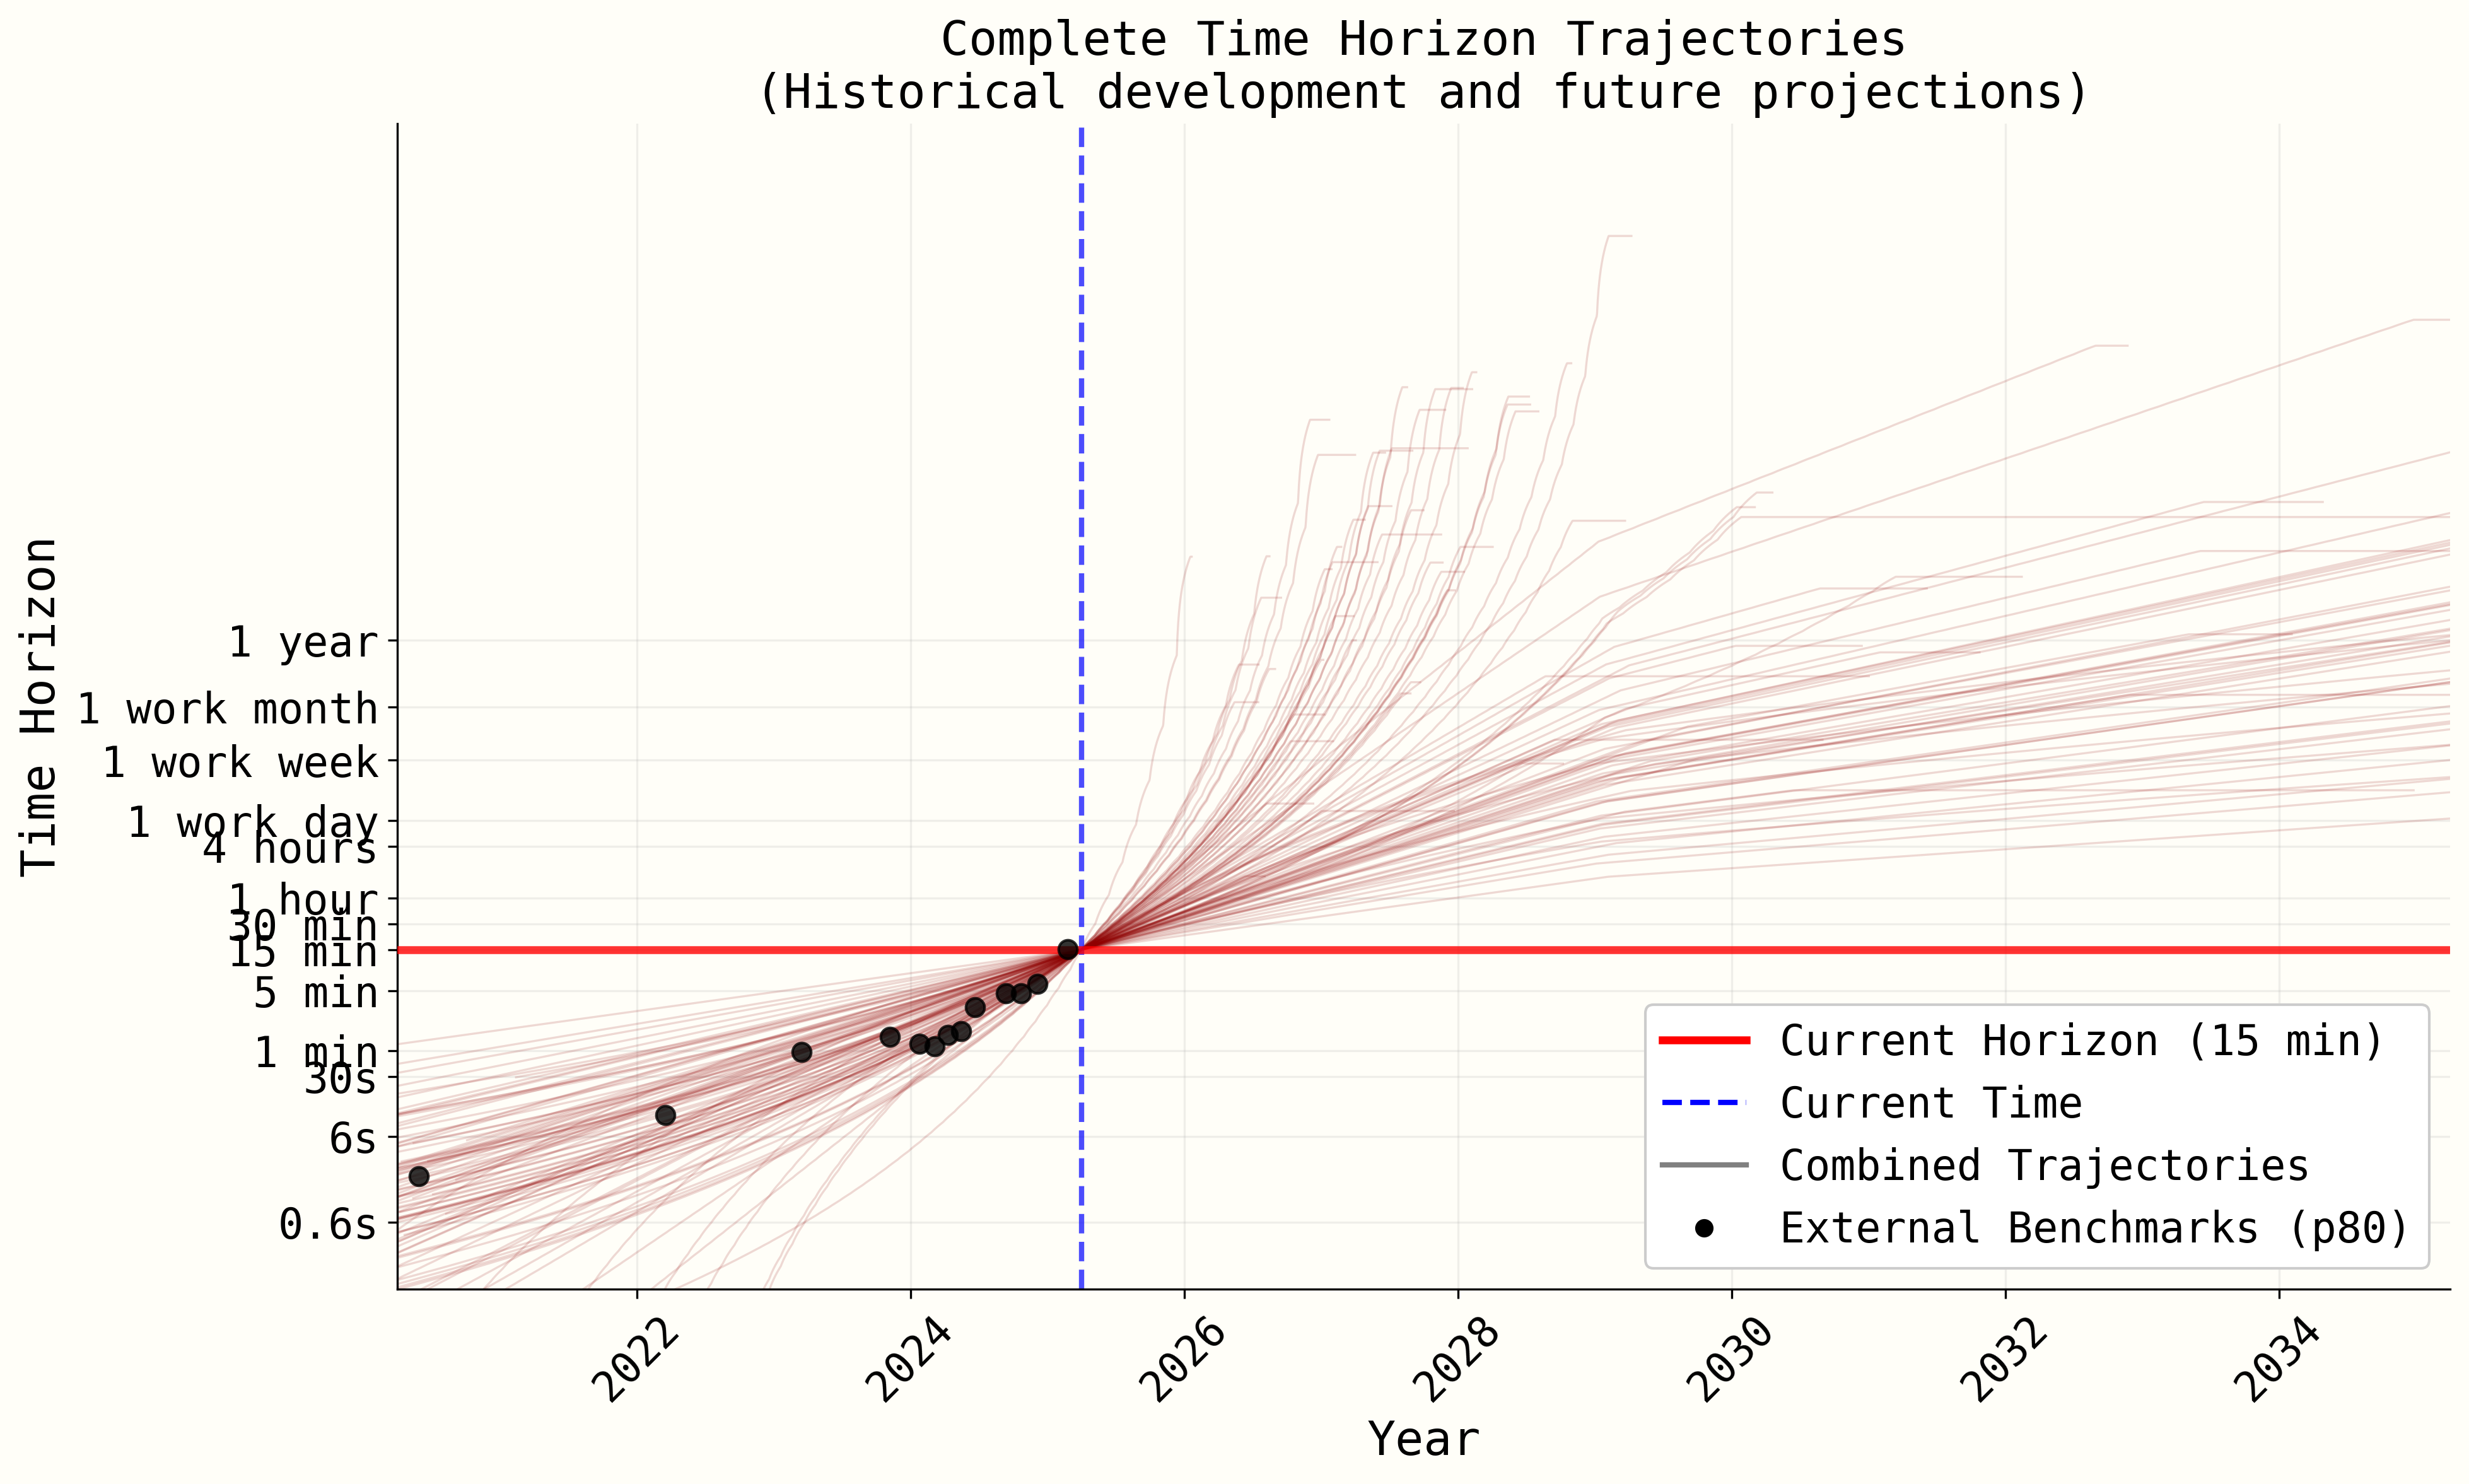 Complete Time Horizon Trajectories
(Historical development and future projections)
Time Horizon
1 year
1 work month
1 work week
1 work day
4 hours
1 hour
30 min
15 min
5 min
1 min
30s
6s
0.6s
Current Horizon (15 min)
Current Time
Combined Trajectories
External Benchmarks (p80)
2022
2024
2026
2028
2030
2032
2034
Year